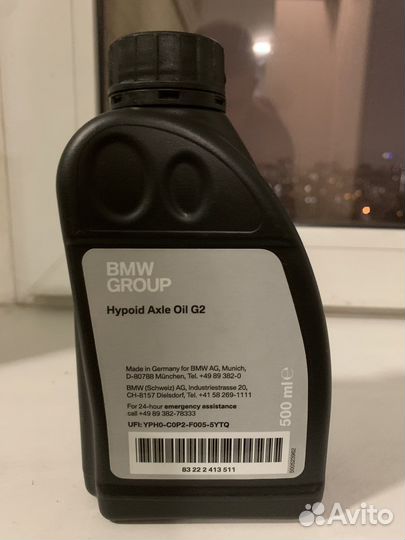 BMW
GROUP
Hypoid Axle Oil G2
Made in Germany for BMW AG, Munich,
D-80788 München, Tel. +49 89 382-0
BMW (Schweiz) AG, Industriestrasse 20,
CH-8157 Dielsdorf, Tel. +41 58 269-1111
For 24-hour emergency assistance
call +49 89 382-78333
UFI: YPH0-C0P2-F005-5YTQ
83 22 2 413 511
500 ml ℮
Avito